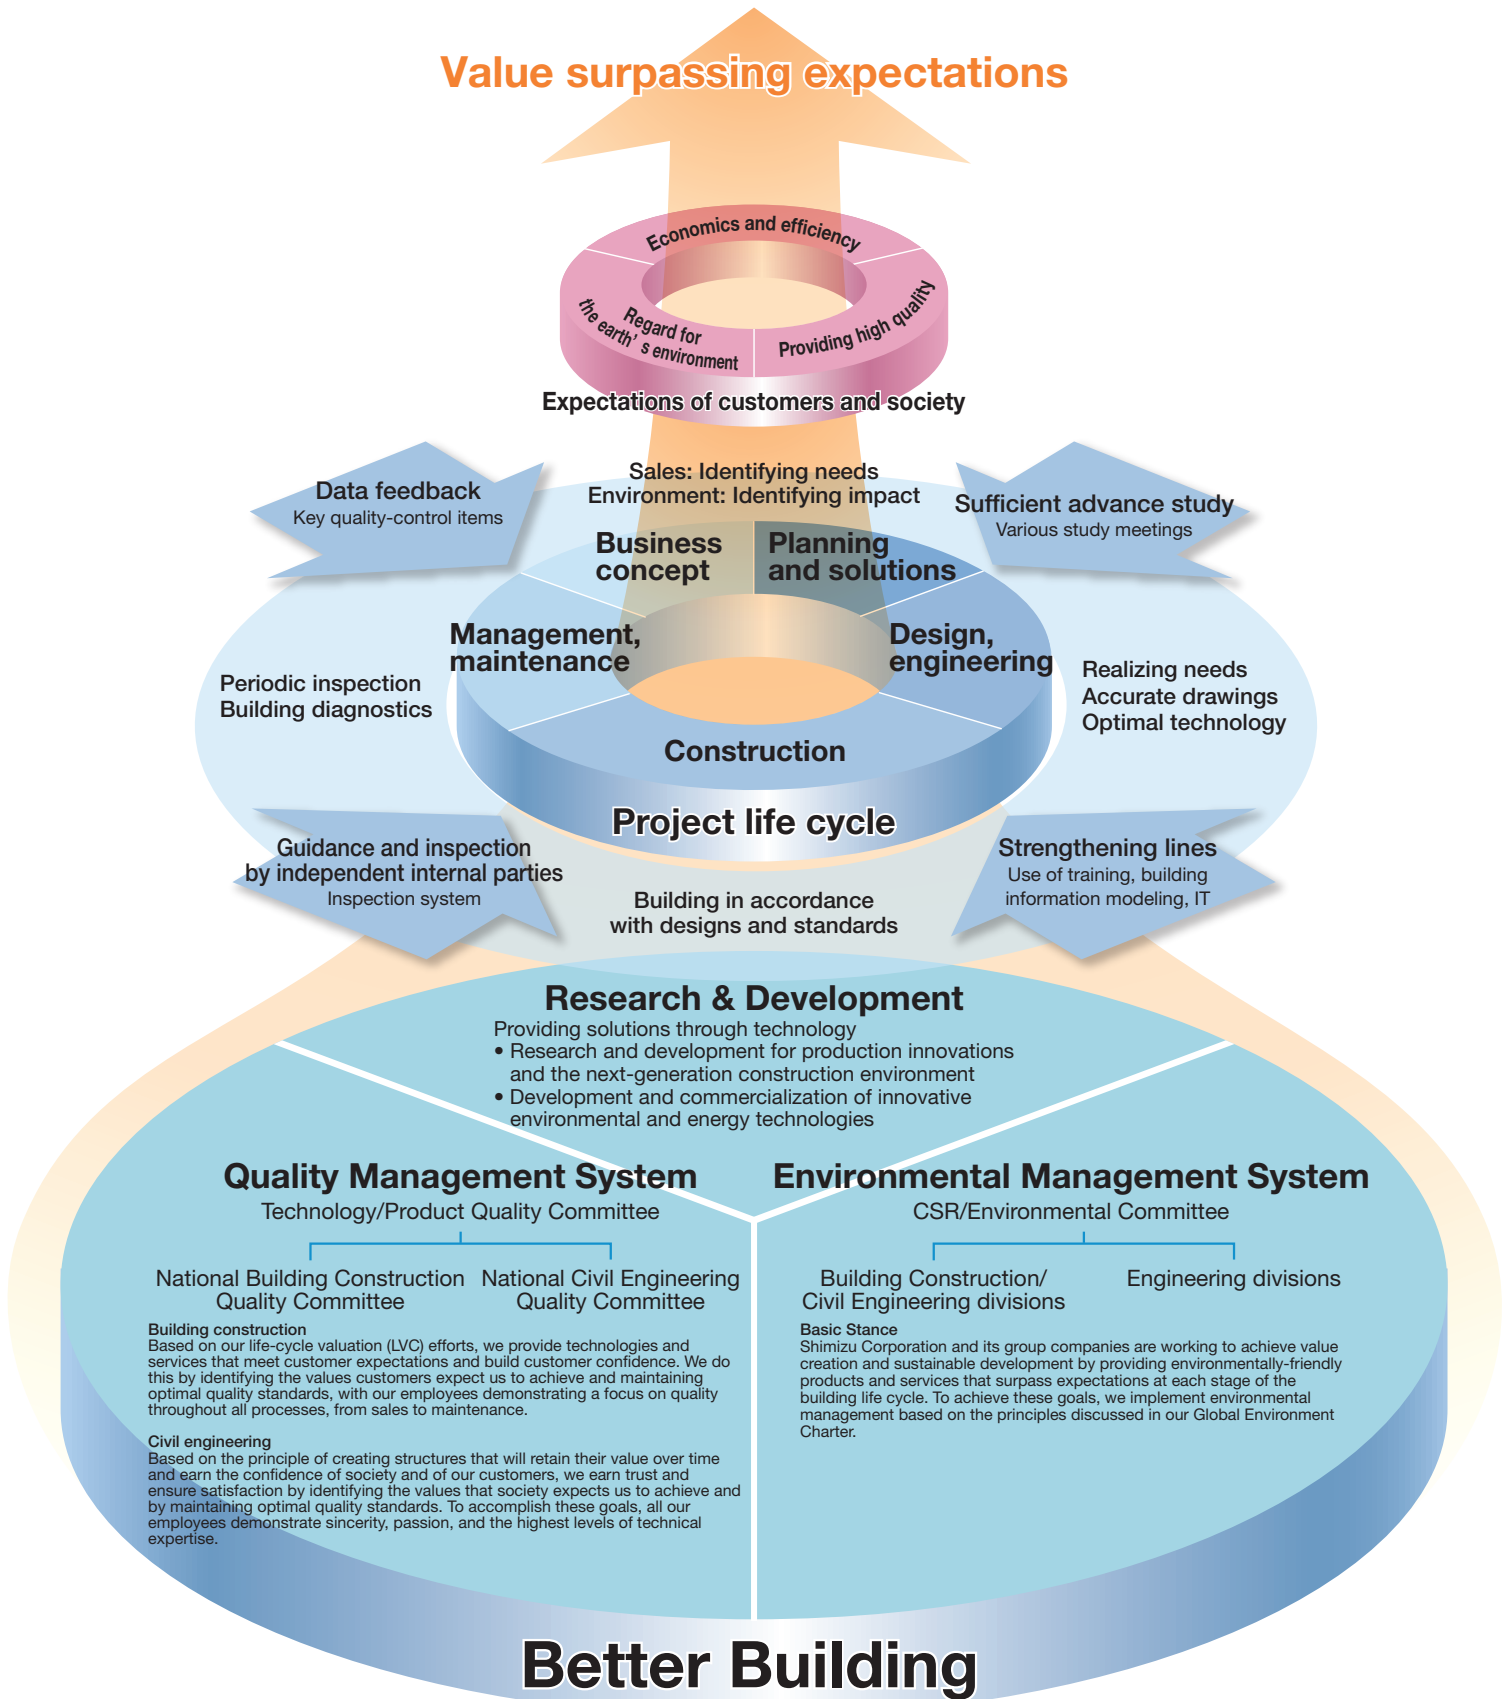 Value surpassing expectations
Economics and efficiency
Regard for
the earth's environment
Providing high quality
Expectations of customers and society
Data feedback
Key quality-control items
Sales: Identifying needs
Environment: Identifying impact
Sufficient advance study
Various study meetings
Business
concept
Planning
and solutions
Management,
maintenance
Design,
engineering
Periodic inspection
Building diagnostics
Realizing needs
Accurate drawings
Optimal technology
Construction
Project life cycle
Guidance and inspection
by independent internal parties
Inspection system
Strengthening lines
Use of training, building
information modeling, IT
Building in accordance
with designs and standards
Research & Development
Providing solutions through technology
• Research and development for production innovations
and the next-generation construction environment
• Development and commercialization of innovative
environmental and energy technologies
Quality Management System
Technology/Product Quality Committee
National Building Construction
Quality Committee
National Civil Engineering
Quality Committee
Building construction
Based on our life-cycle valuation (LVC) efforts, we provide technologies and
services that meet customer expectations and build customer confidence. We do
this by identifying the values customers expect us to achieve and maintaining
optimal quality standards, with our employees demonstrating a focus on quality
throughout all processes, from sales to maintenance.
Civil engineering
Based on the principle of creating structures that will retain their value over time
and earn the confidence of society and of our customers, we earn trust and
ensure satisfaction by identifying the values that society expects us to achieve and
by maintaining optimal quality standards. To accomplish these goals, all our
employees demonstrate sincerity, passion, and the highest levels of technical
expertise.
Environmental Management System
CSR/Environmental Committee
Building Construction/
Civil Engineering divisions
Engineering divisions
Basic Stance
Shimizu Corporation and its group companies are working to achieve value
creation and sustainable development by providing environmentally-friendly
products and services that surpass expectations at each stage of the
building life cycle. To achieve these goals, we implement environmental
management based on the principles discussed in our Global Environment
Charter.
Better Building